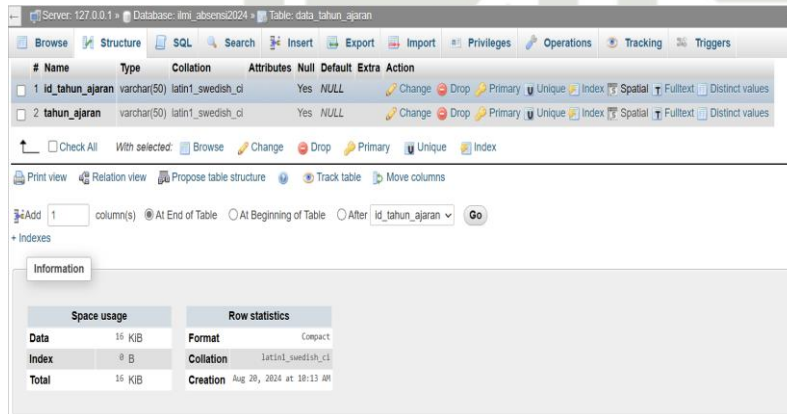 Server: 127.0.0.1 » Database: ilmi_absensi2024 » Table: data_tahun_ajaran
Browse Structure SQL Search Insert Export Import Privileges Operations Tracking Triggers
# Name Type Collation Attributes Null Default Extra Action
1 id_tahun_ajaran varchar(50) latin1_swedish_ci Yes NULL Change Drop Primary Unique Index Spatial Fulltext Distinct values
2 tahun_ajaran varchar(50) latin1_swedish_ci Yes NULL Change Drop Primary Unique Index Spatial Fulltext Distinct values
Check All With selected: Browse Change Drop Primary Unique Index
Print view Relation view Propose table structure Track table Move columns
Add 1 column(s) At End of Table At Beginning of Table After id_tahun_ajaran Go
+ Indexes
Information
Space usage Row statistics
Data 16 KiB Format Compact
Index 0 B Collation latin1_swedish_ci
Total 16 KiB Creation Aug 20, 2024 at 10:13 AM